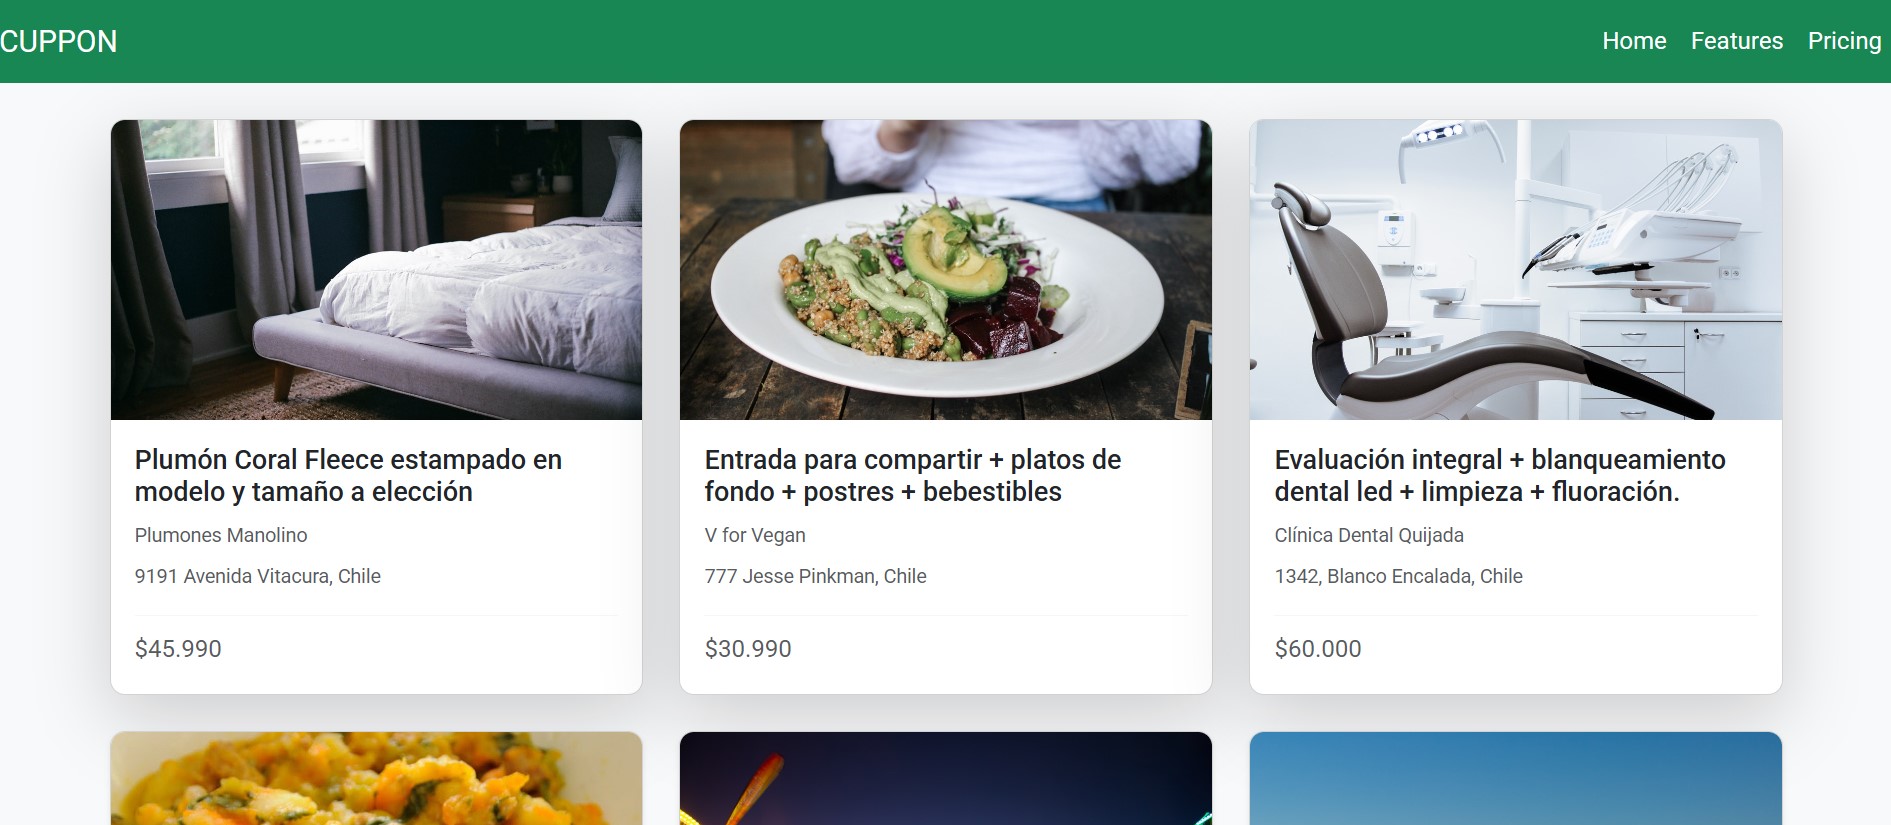 CUPPON
Home Features Pricing
Plumón Coral Fleece estampado en
modelo y tamaño a elección
Plumones Manolino
9191 Avenida Vitacura, Chile
$45.990
Entrada para compartir + platos de
fondo + postres + bebestibles
V for Vegan
777 Jesse Pinkman, Chile
$30.990
Evaluación integral + blanqueamiento
dental led + limpieza + fluoración.
Clínica Dental Quijada
1342, Blanco Encalada, Chile
$60.000